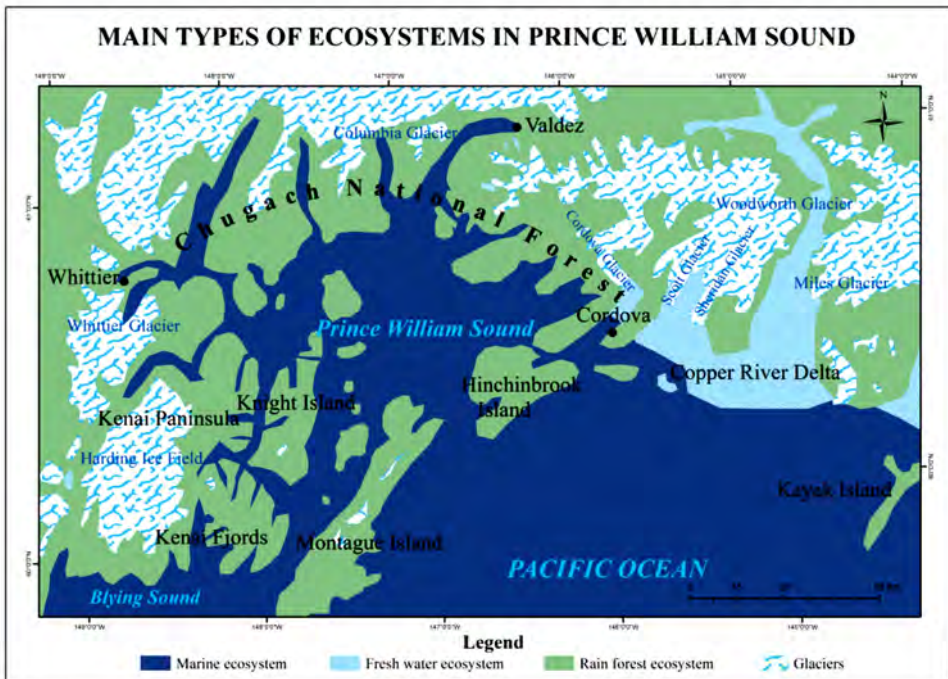 MAIN TYPES OF ECOSYSTEMS IN PRINCE WILLIAM SOUND
N
Columbia Glacier
Valdez
Chugach National Forest
Woodworth Glacier
Cordova Glacier
Scott Glacier
Sheridan Glacier
Whittier
Miles Glacier
Whittier Glacier
Prince William Sound
Cordova
Copper River Delta
Hinchinbrook
Island
Knight Island
Kenai Peninsula
Harding Ice Field
Kayak Island
Kenai Fjords
Montague Island
PACIFIC OCEAN
Blying Sound
Legend
Marine ecosystem
Fresh water ecosystem
Rain forest ecosystem
Glaciers